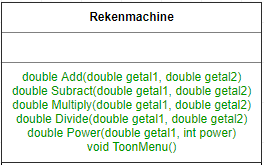 Rekenmachine
double Add(double getal1, double getal2)
double Subract(double getal1, double getal2)
double Multiply(double getal1, double getal2)
double Divide(double getal1, double getal2)
double Power(double getal1, int power)
void ToonMenu()